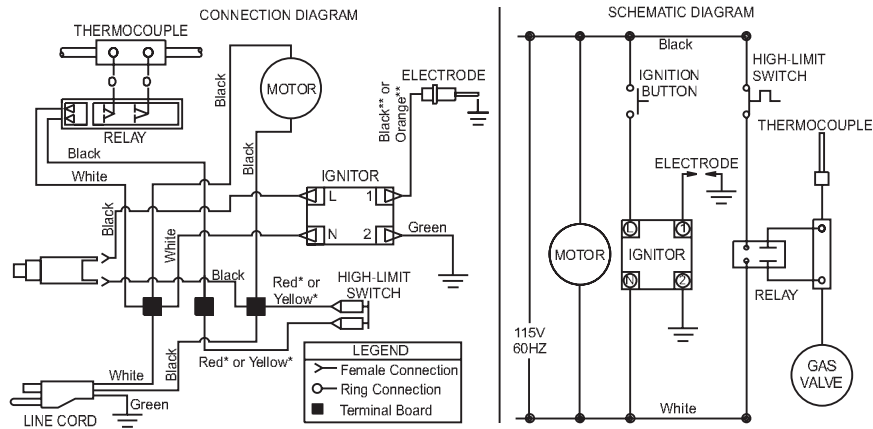 CONNECTION DIAGRAM
THERMOCOUPLE
RELAY
Black
White
Black
MOTOR
Black
ELECTRODE
Black** or
Orange**
IGNITOR
L
1
N
2
Green
Black
White
Black
Red* or
Yellow*
HIGH-LIMIT
SWITCH
Red* or Yellow*
White
Black
Green
LINE CORD
LEGEND
Female Connection
Ring Connection
Terminal Board
SCHEMATIC DIAGRAM
Black
IGNITION
BUTTON
HIGH-LIMIT
SWITCH
THERMOCOUPLE
ELECTRODE
L
1
MOTOR
IGNITOR
N
2
RELAY
115V
60HZ
GAS
VALVE
White